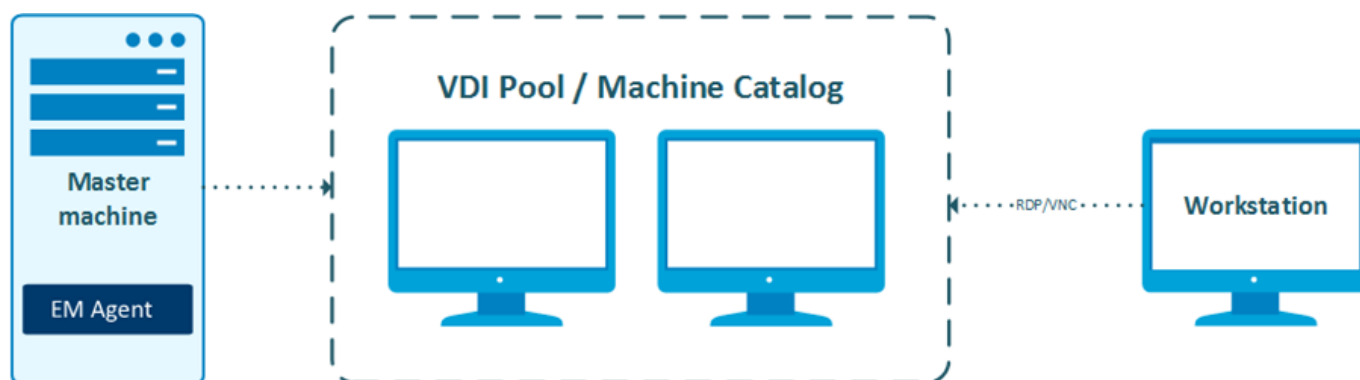 VDI Pool / Machine Catalog
Master
machine
EM Agent
RDP/VNC
Workstation